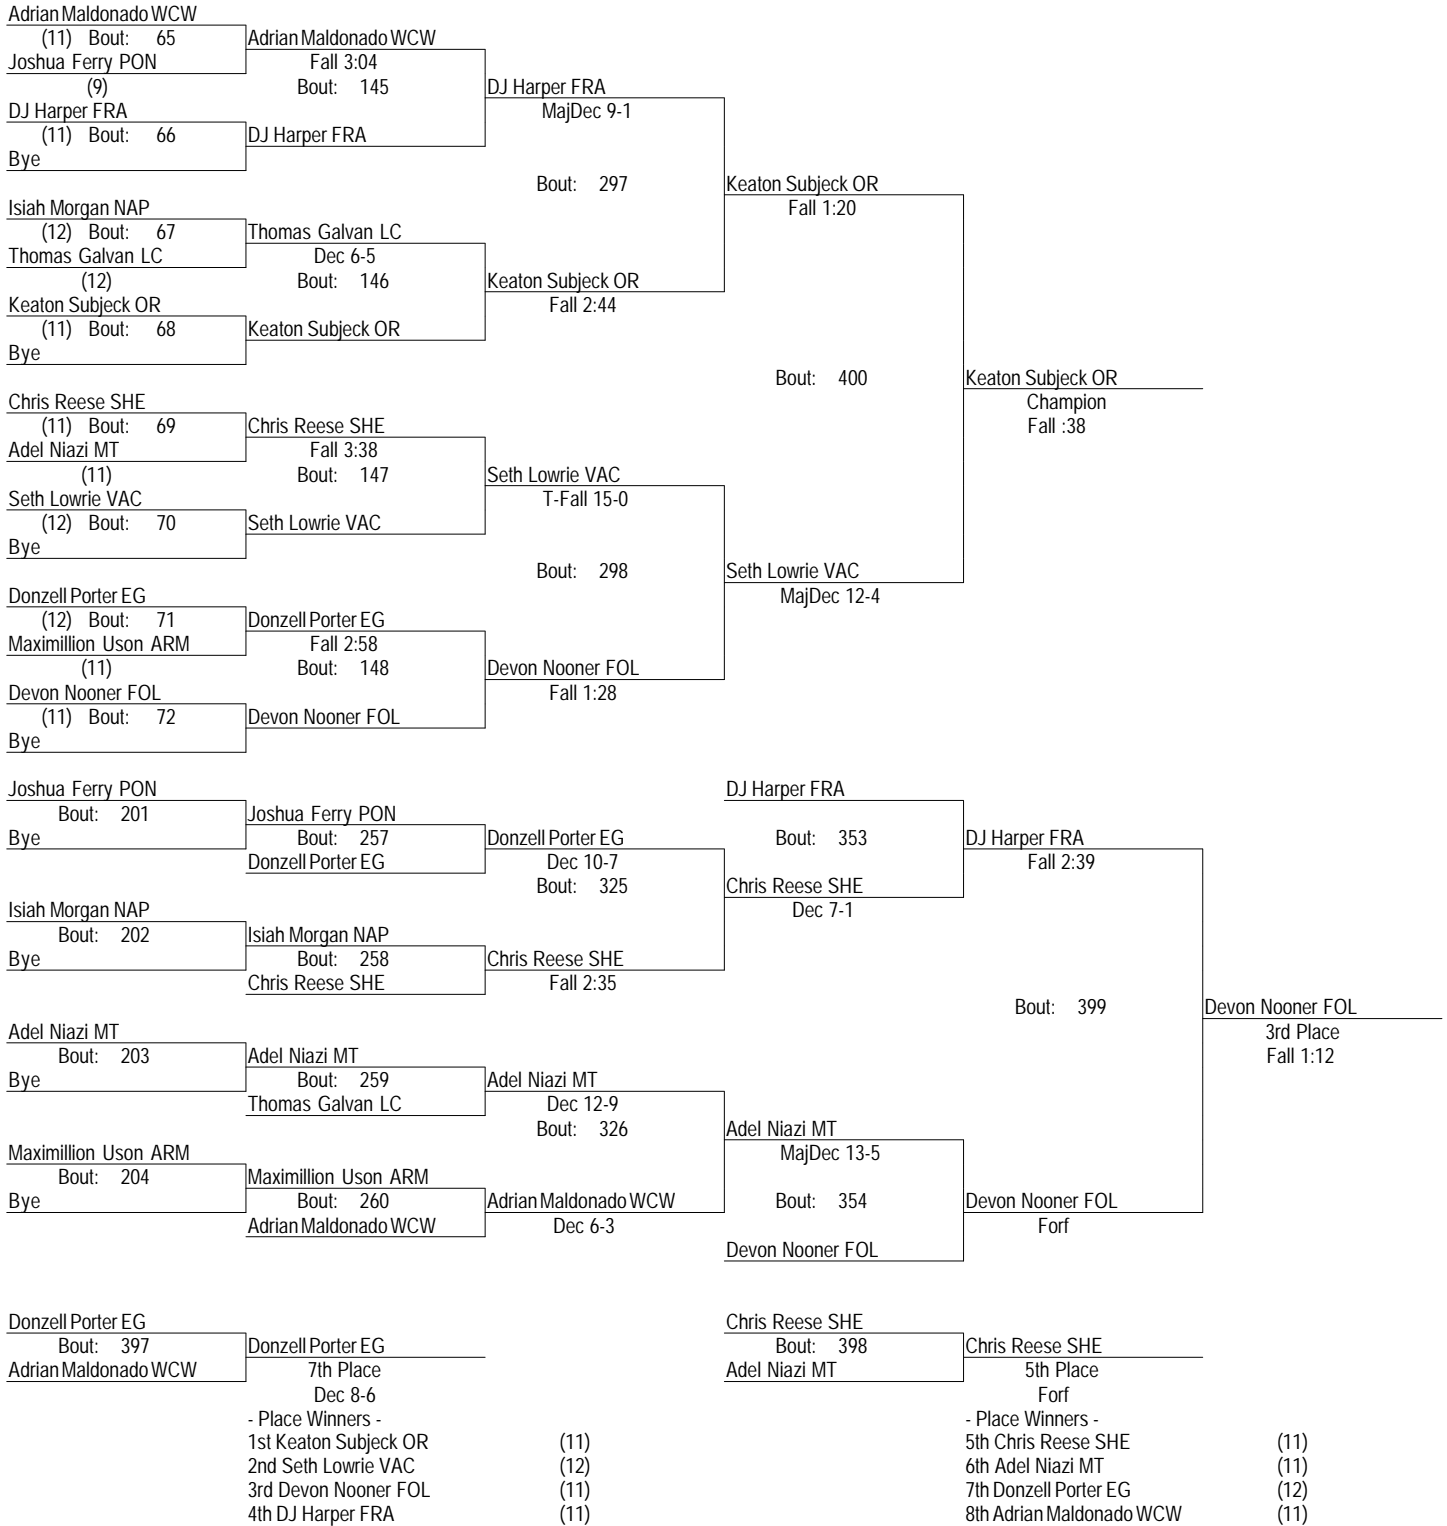 Adrian Maldonado WCW
(11) Bout: 65 Adrian Maldonado WCW
Joshua Ferry PON Fall 3:04
(9) Bout: 145 DJ Harper FRA
DJ Harper FRA MajDec 9-1
(11) Bout: 66 DJ Harper FRA
Bye
Bout: 297 Keaton Subjeck OR
Isiah Morgan NAP Fall 1:20
(12) Bout: 67 Thomas Galvan LC
Thomas Galvan LC Dec 6-5
(12) Bout: 146 Keaton Subjeck OR
Keaton Subjeck OR Fall 2:44
(11) Bout: 68 Keaton Subjeck OR
Bye
Bout: 400 Keaton Subjeck OR
Chris Reese SHE Champion
(11) Bout: 69 Chris Reese SHE Fall :38
Adel Niazi MT Fall 3:38
(11) Bout: 147 Seth Lowrie VAC
Seth Lowrie VAC T-Fall 15-0
(12) Bout: 70 Seth Lowrie VAC
Bye
Bout: 298 Seth Lowrie VAC
Donzell Porter EG MajDec 12-4
(12) Bout: 71 Donzell Porter EG
Maximillion Uson ARM Fall 2:58
(11) Bout: 148 Devon Nooner FOL
Devon Nooner FOL Fall 1:28
(11) Bout: 72 Devon Nooner FOL
Bye
Joshua Ferry PON DJ Harper FRA
Bout: 201 Joshua Ferry PON
Bye Bout: 257 Donzell Porter EG Bout: 353 DJ Harper FRA
Donzell Porter EG Dec 10-7 Fall 2:39
Bout: 325 Chris Reese SHE
Isiah Morgan NAP Dec 7-1
Bout: 202 Isiah Morgan NAP
Bye Bout: 258 Chris Reese SHE
Chris Reese SHE Fall 2:35
Bout: 399 Devon Nooner FOL
Adel Niazi MT 3rd Place
Bout: 203 Adel Niazi MT Fall 1:12
Bye Bout: 259 Adel Niazi MT
Thomas Galvan LC Dec 12-9
Bout: 326 Adel Niazi MT
Maximillion Uson ARM MajDec 13-5
Bout: 204 Maximillion Uson ARM
Bye Bout: 260 Adrian Maldonado WCW Bout: 354 Devon Nooner FOL
Adrian Maldonado WCW Dec 6-3 Forf
Devon Nooner FOL
Donzell Porter EG Chris Reese SHE
Bout: 397 Donzell Porter EG Bout: 398 Chris Reese SHE
Adrian Maldonado WCW 7th Place Adel Niazi MT 5th Place
Dec 8-6 Forf
- Place Winners - - Place Winners -
1st Keaton Subjeck OR (11) 5th Chris Reese SHE (11)
2nd Seth Lowrie VAC (12) 6th Adel Niazi MT (11)
3rd Devon Nooner FOL (11) 7th Donzell Porter EG (12)
4th DJ Harper FRA (11) 8th Adrian Maldonado WCW (11)